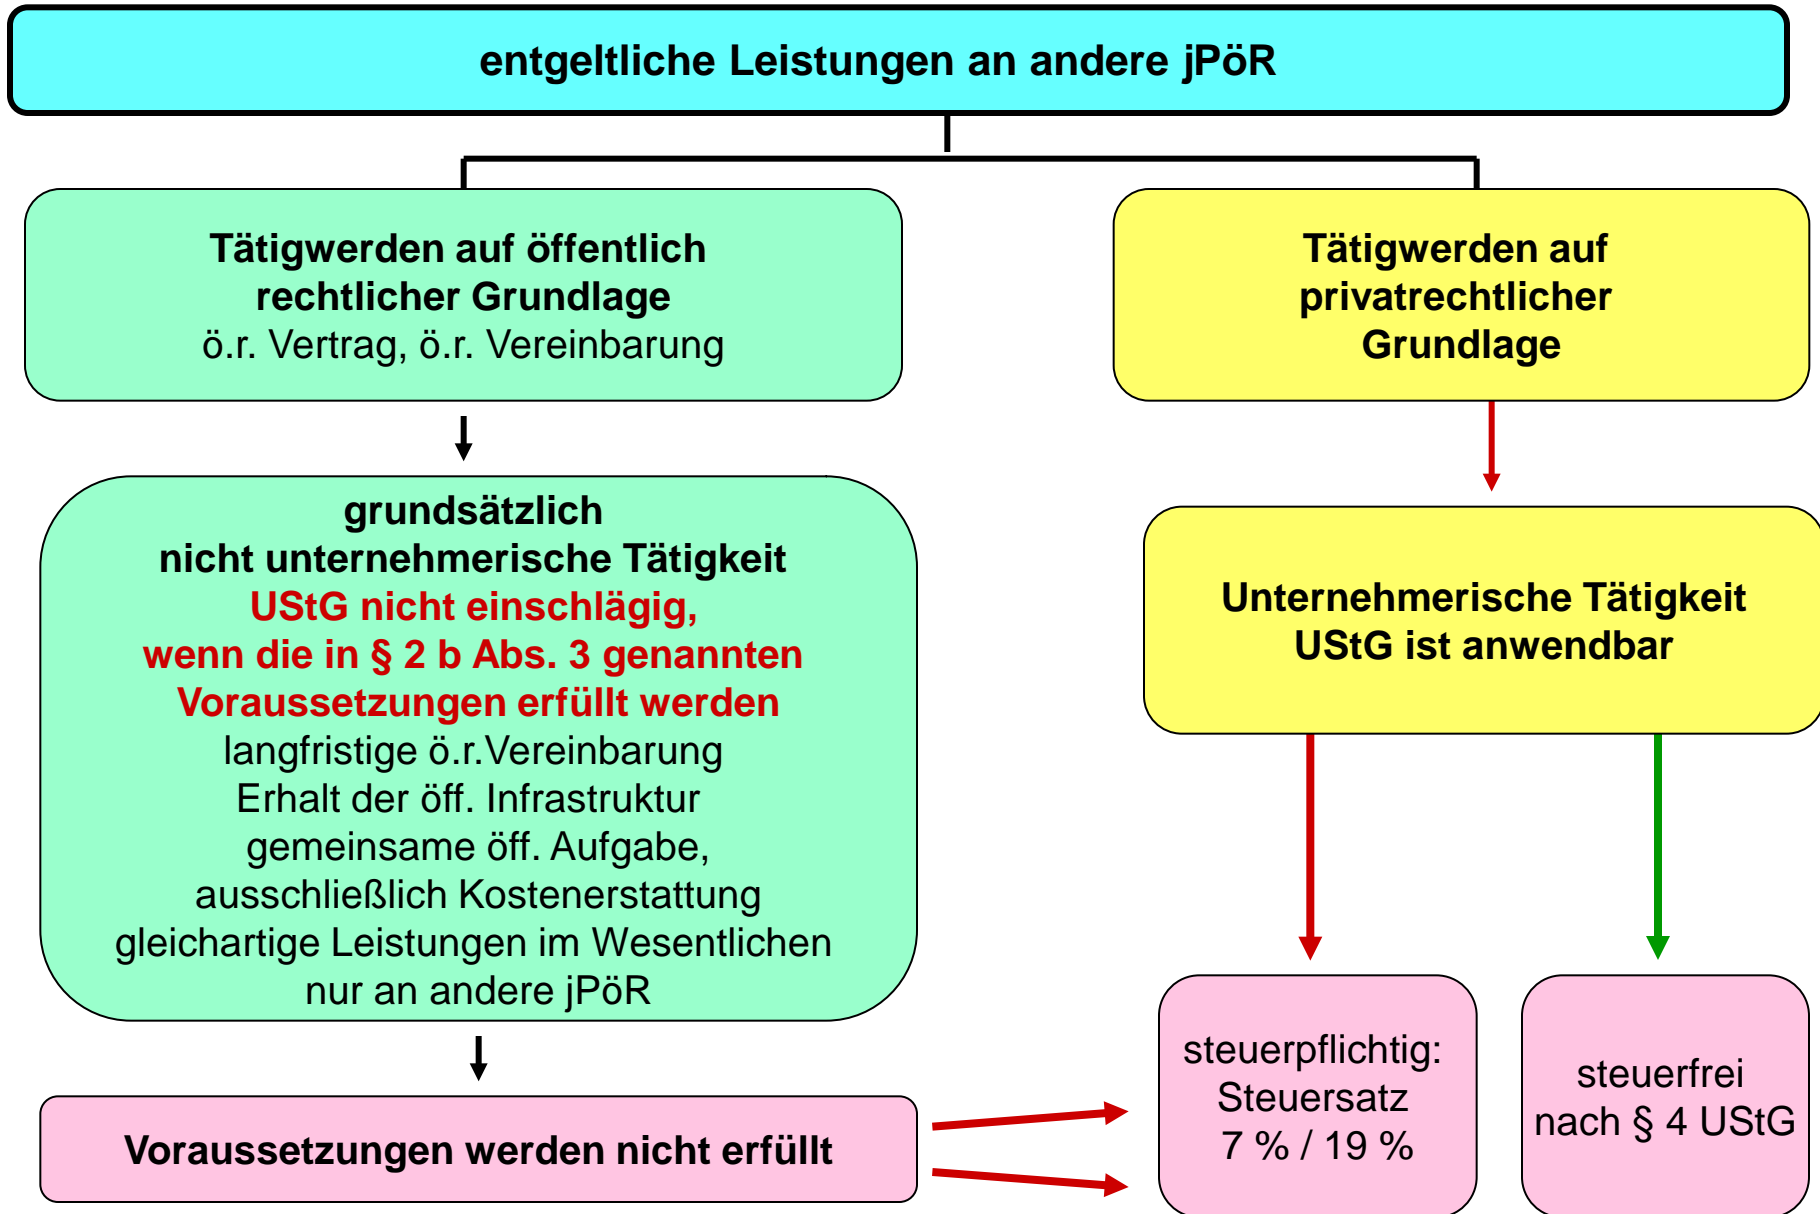 entgeltliche Leistungen an andere jPöR
Tätigwerden auf öffentlich
rechtlicher Grundlage
ö.r. Vertrag, ö.r. Vereinbarung
Tätigwerden auf
privatrechtlicher
Grundlage
grundsätzlich
nicht unternehmerische Tätigkeit
UStG nicht einschlägig,
wenn die in § 2 b Abs. 3 genannten
Voraussetzungen erfüllt werden
langfristige ö.r.Vereinbarung
Erhalt der öff. Infrastruktur
gemeinsame öff. Aufgabe,
ausschließlich Kostenerstattung
gleichartige Leistungen im Wesentlichen
nur an andere jPöR
Unternehmerische Tätigkeit
UStG ist anwendbar
Voraussetzungen werden nicht erfüllt
steuerpflichtig:
Steuersatz
7 % / 19 %
steuerfrei
nach § 4 UStG